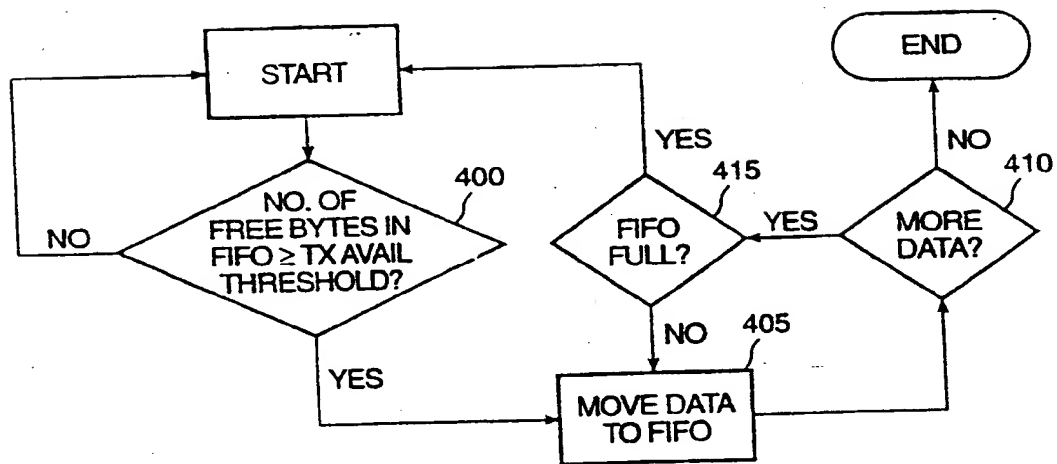 START
END
YES
NO
400
415
410
NO. OF
FREE BYTES IN
FIFO ≥ TX AVAIL
THRESHOLD?
NO
FIFO
FULL?
YES
MORE
DATA?
NO
405
YES
MOVE DATA
TO FIFO